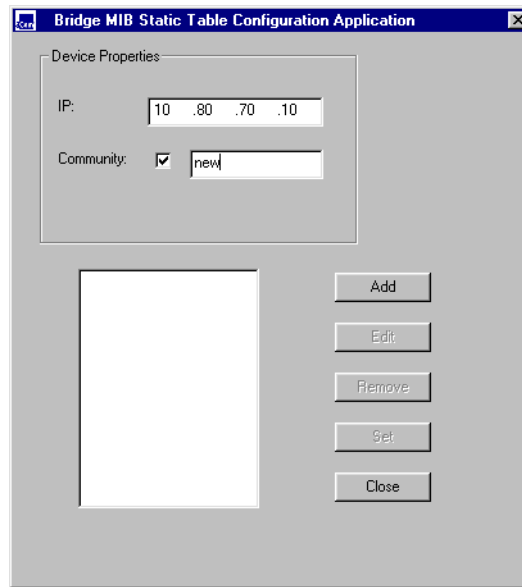 Bridge MIB Static Table Configuration Application
Device Properties
IP: 10 .80 .70 .10
Community: new
Add
Edit
Remove
Set
Close